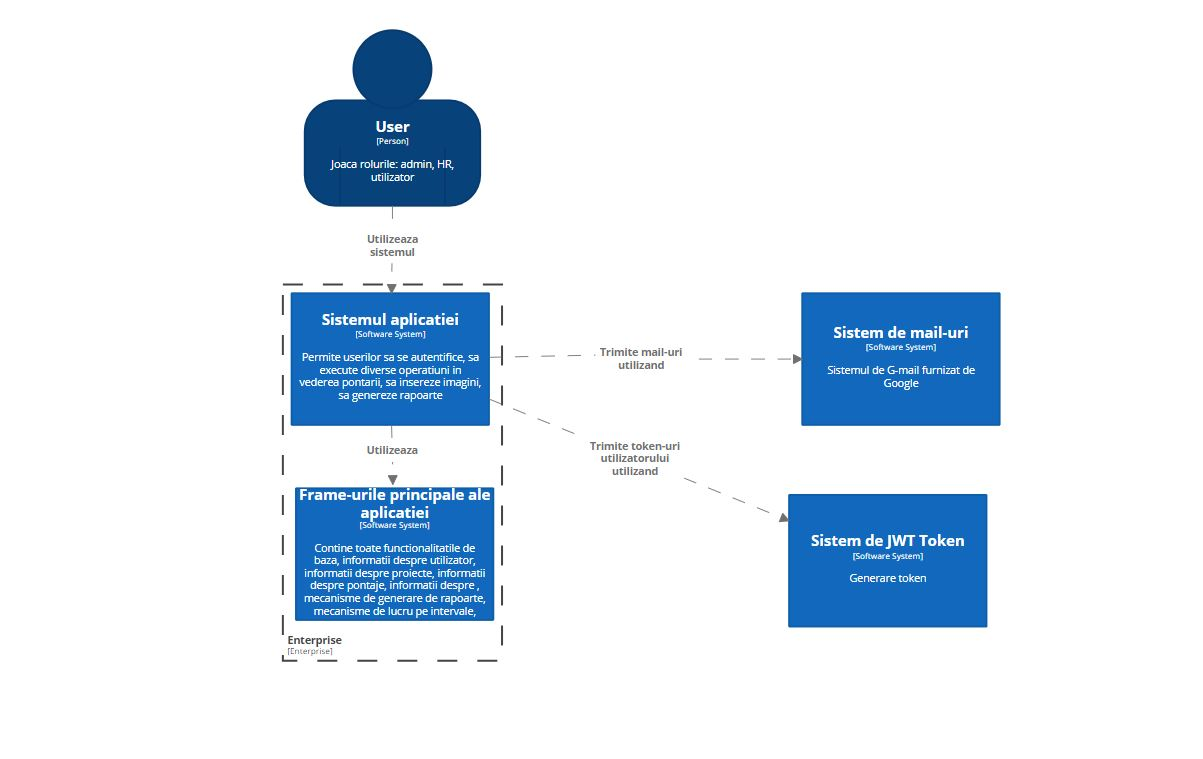 User
[Person]
Joaca rolurile: admin, HR,
utilizator
Utilizeaza
sistemul
Sistemul aplicatiei
[Software System]
Permite userilor sa se autentifice, sa
execute diverse operatiuni in
vederea pontarii, sa insereze imagini,
sa genereze rapoarte
Trimite mail-uri
utilizand
Sistem de mail-uri
[Software System]
Sistemul de G-mail furnizat de
Google
Utilizeaza
Trimite token-uri
utilizatorului
utilizand
Frame-urile principale ale
aplicatiei
[Software System]
Contine toate functionalitatile de
baza, informatii despre utilizator,
informatii despre proiecte, informatii
despre pontaje, informatii despre ,
mecanisme de generare de rapoarte,
mecanisme de lucru pe intervale,
Sistem de JWT Token
[Software System]
Generare token
Enterprise
[Enterprise]